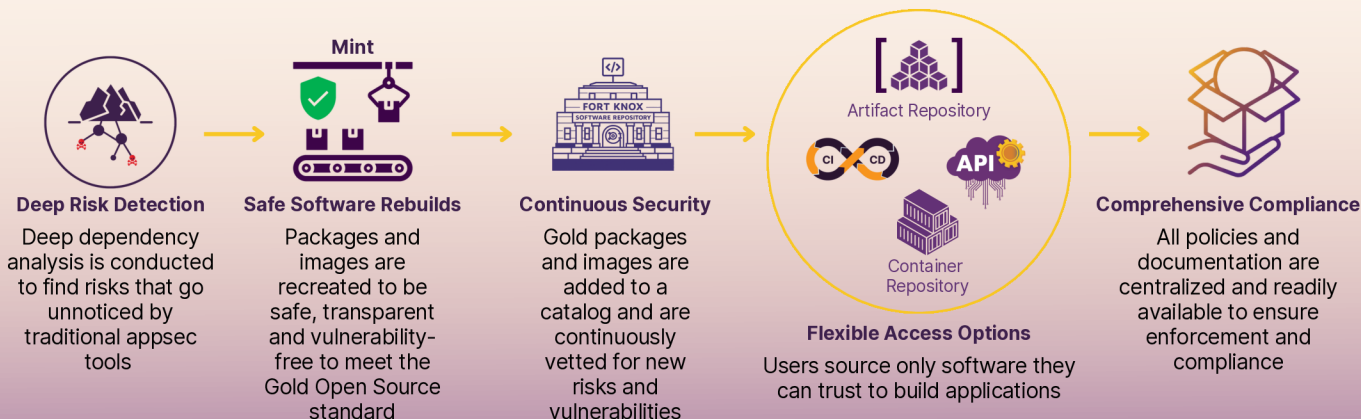 Deep Risk Detection
Deep dependency
analysis is conducted
to find risks that go
unnoticed by
traditional appsec
tools
Mint
Safe Software Rebuilds
Packages and
images are
recreated to be
safe, transparent
and vulnerability-
free to meet the
Gold Open Source
standard
</>
FORT KNOX
SOFTWARE REPOSITORY
Continuous Security
Gold packages
and images are
added to a
catalog and are
continuously
vetted for new
risks and
vulnerabilities
Artifact Repository
CI CD
API
Container
Repository
Flexible Access Options
Users source only software they
can trust to build applications
Comprehensive Compliance
All policies and
documentation are
centralized and readily
available to ensure
enforcement and
compliance